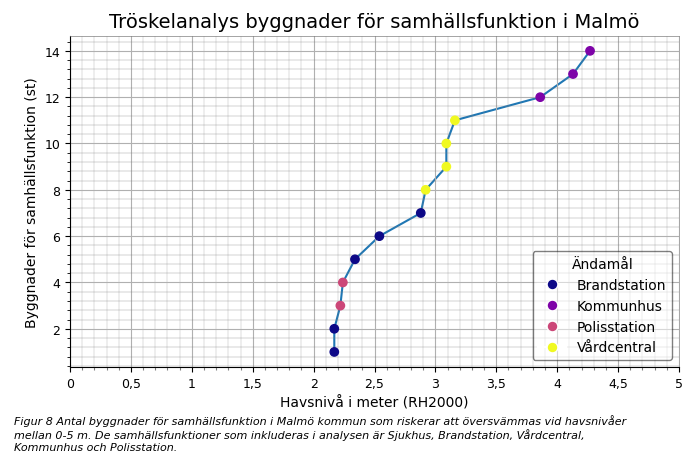 Tröskelanalys byggnader för samhällsfunktion i Malmö
Byggnader för samhällsfunktion (st)
14
12
10
8
6
4
2
0 0,5 1 1,5 2 2,5 3 3,5 4 4,5 5
Havsnivå i meter (RH2000)
Ändamål
Brandstation
Kommunhus
Polisstation
Vårdcentral
Figur 8 Antal byggnader för samhällsfunktion i Malmö kommun som riskerar att översvämmas vid havsnivåer
mellan 0-5 m. De samhällsfunktioner som inkluderas i analysen är Sjukhus, Brandstation, Vårdcentral,
Kommunhus och Polisstation.